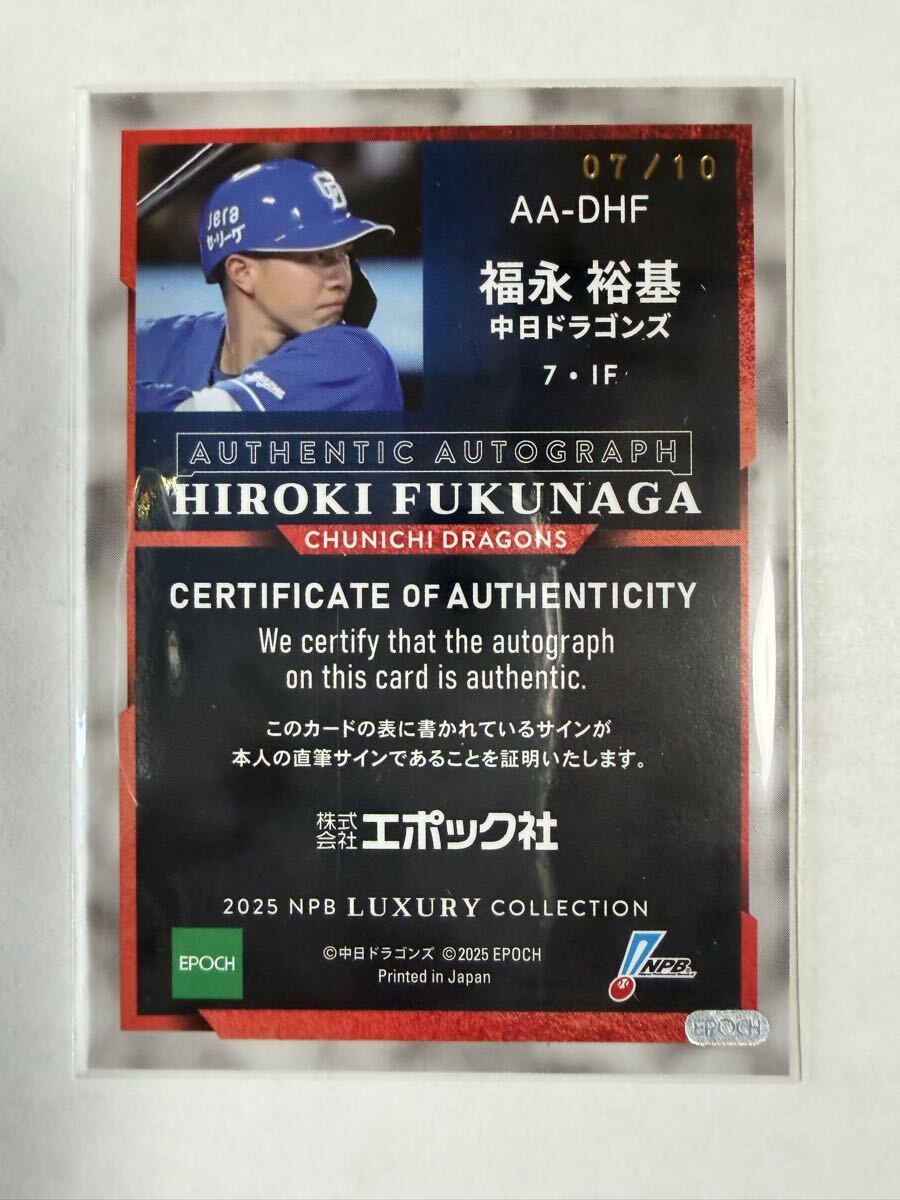 07/10
AA-DHF
福永 裕基
中日ドラゴンズ
7・IF
Jera
セ・リーグ
AUTHENTIC AUTOGRAPH
HIROKI FUKUNAGA
CHUNICHI DRAGONS
CERTIFICATE OF AUTHENTICITY
We certify that the autograph
on this card is authentic.
このカードの表に書かれているサインが
本人の直筆サインであることを証明いたします。
株式会社 エポック社
2025 NPB LUXURY COLLECTION
©中日ドラゴンズ ©2025 EPOCH
Printed in Japan
EPOCH
NPB
EPOCH